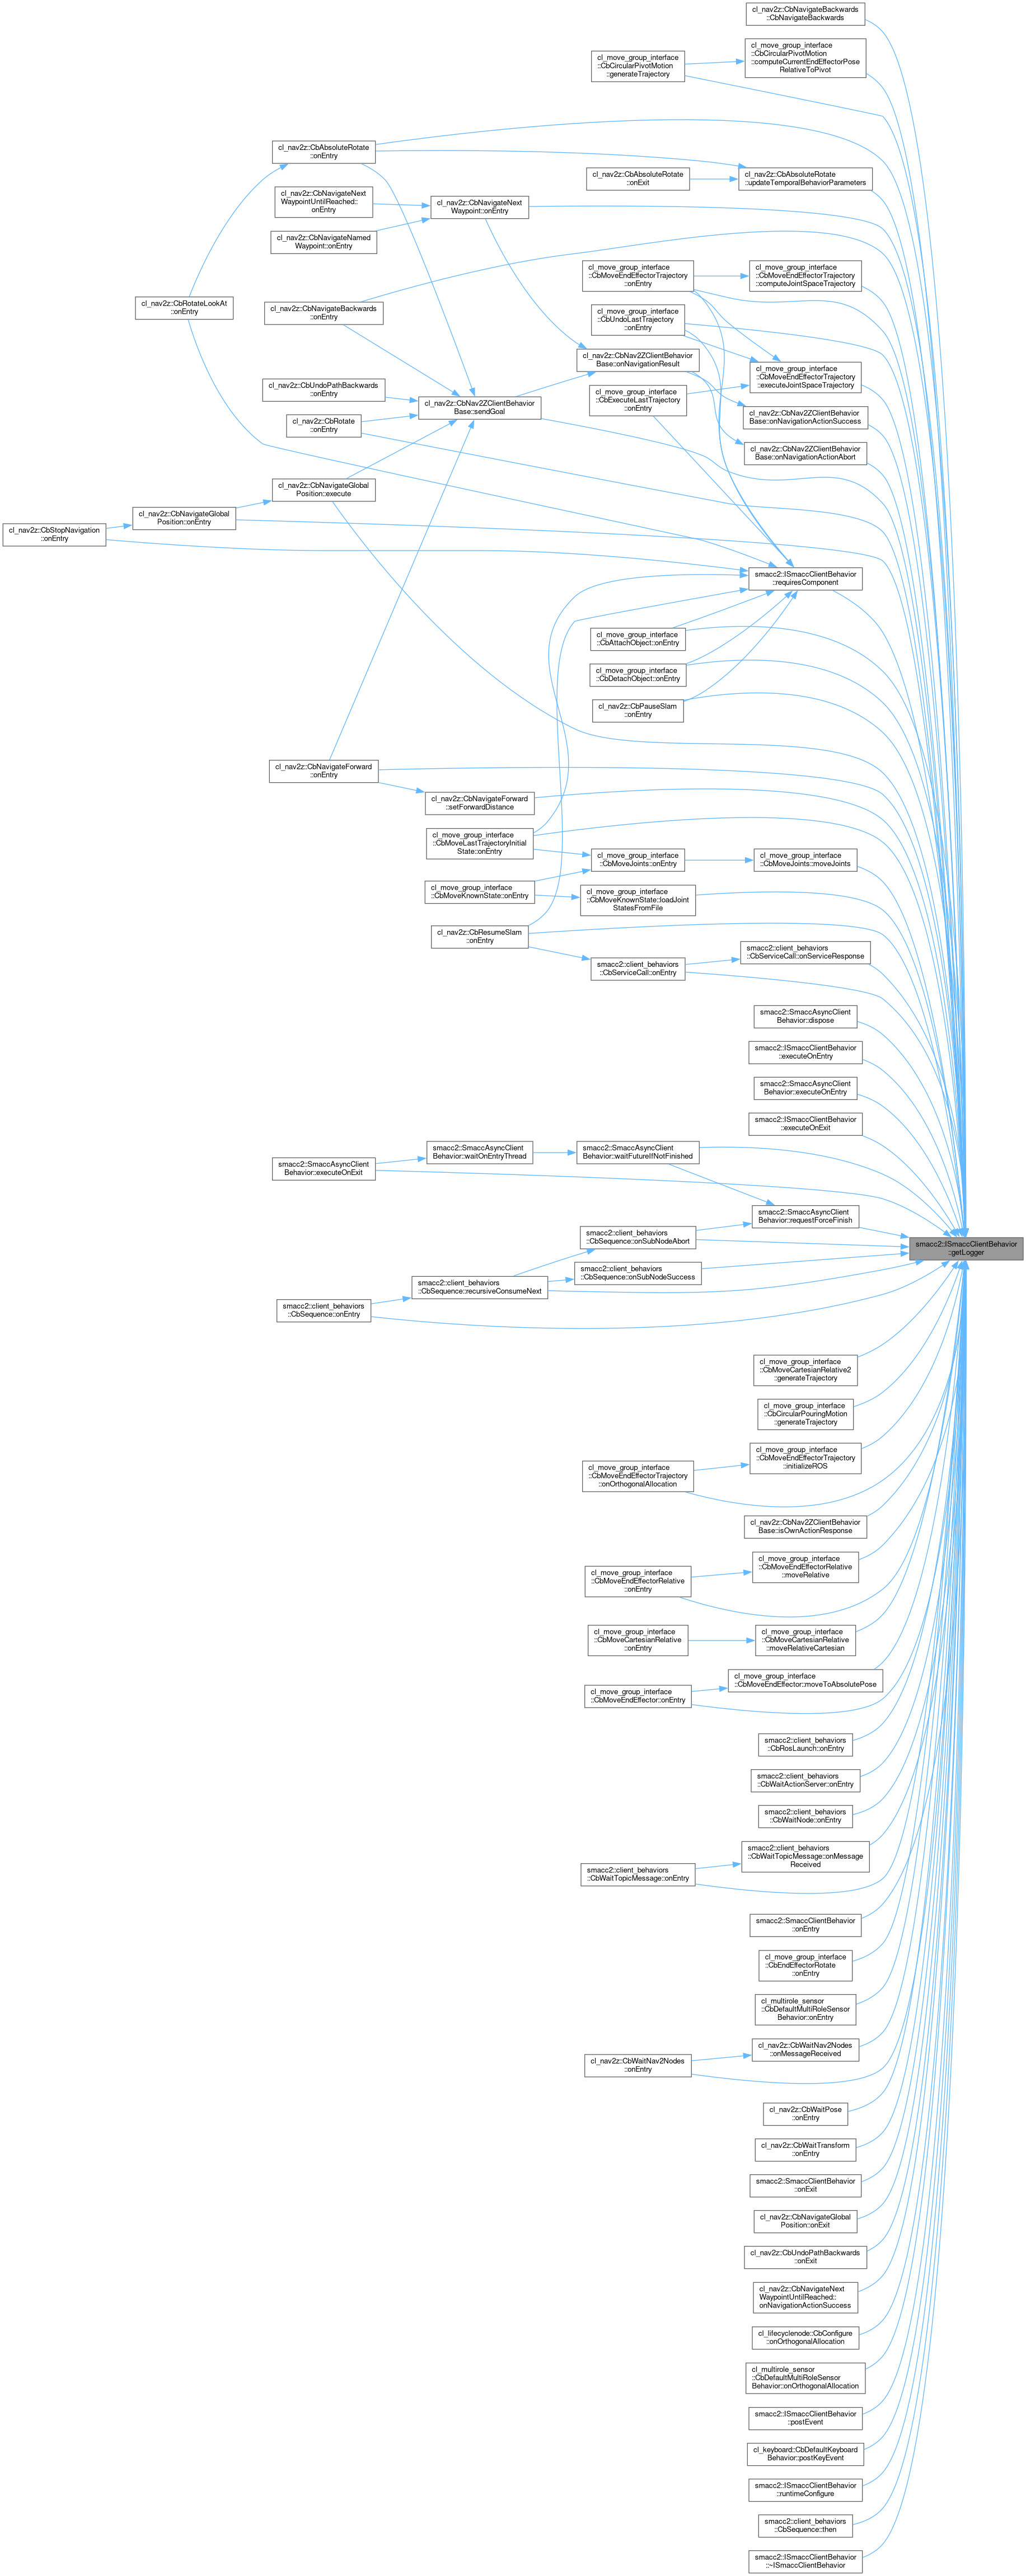 cl_nav2z::CbNavigateBackwards
::CbNavigateBackwards
cl_move_group_interface
::CbCircularPivotMotion
::computeCurrentEndEffectorPose
RelativeToPivot
cl_move_group_interface
::CbCircularPivotMotion
::generateTrajectory
cl_nav2z::CbAbsoluteRotate
::onEntry
cl_nav2z::CbAbsoluteRotate
::onExit
cl_nav2z::CbAbsoluteRotate
::updateTemporalBehaviorParameters
cl_nav2z::CbNavigateNext
WaypointUntilReached::
onEntry
cl_nav2z::CbNavigateNext
Waypoint::onEntry
cl_nav2z::CbNavigateNamed
Waypoint::onEntry
cl_move_group_interface
::CbMoveEndEffectorTrajectory
::onEntry
cl_move_group_interface
::CbMoveEndEffectorTrajectory
::computeJointSpaceTrajectory
cl_nav2z::CbRotateLookAt
::onEntry
cl_nav2z::CbNavigateBackwards
::onEntry
cl_move_group_interface
::CbUndoLastTrajectory
::onEntry
cl_nav2z::CbNav2ZClientBehavior
Base::onNavigationResult
cl_move_group_interface
::CbMoveEndEffectorTrajectory
::executeJointSpaceTrajectory
cl_nav2z::CbUndoPathBackwards
::onEntry
cl_move_group_interface
::CbExecuteLastTrajectory
::onEntry
cl_nav2z::CbNav2ZClientBehavior
Base::sendGoal
cl_nav2z::CbNav2ZClientBehavior
Base::onNavigationActionSuccess
cl_nav2z::CbRotate
::onEntry
cl_nav2z::CbNav2ZClientBehavior
Base::onNavigationActionAbort
cl_nav2z::CbNavigateGlobal
Position::execute
cl_nav2z::CbNavigateGlobal
Position::onEntry
cl_nav2z::CbStopNavigation
::onEntry
smacc2::ISmaccClientBehavior
::requiresComponent
cl_move_group_interface
::CbAttachObject::onEntry
cl_move_group_interface
::CbDetachObject::onEntry
cl_nav2z::CbPauseSlam
::onEntry
cl_nav2z::CbNavigateForward
::onEntry
cl_nav2z::CbNavigateForward
::setForwardDistance
cl_move_group_interface
::CbMoveLastTrajectoryInitial
State::onEntry
cl_move_group_interface
::CbMoveJoints::onEntry
cl_move_group_interface
::CbMoveJoints::moveJoints
cl_move_group_interface
::CbMoveKnownState::onEntry
cl_move_group_interface
::CbMoveKnownState::loadJoint
StatesFromFile
cl_nav2z::CbResumeSlam
::onEntry
smacc2::client_behaviors
::CbServiceCall::onEntry
smacc2::client_behaviors
::CbServiceCall::onServiceResponse
smacc2::SmaccAsyncClient
Behavior::dispose
smacc2::ISmaccClientBehavior
::executeOnEntry
smacc2::SmaccAsyncClient
Behavior::executeOnEntry
smacc2::ISmaccClientBehavior
::executeOnExit
smacc2::SmaccAsyncClient
Behavior::executeOnExit
smacc2::SmaccAsyncClient
Behavior::waitOnEntryThread
smacc2::SmaccAsyncClient
Behavior::waitFutureIfNotFinished
smacc2::SmaccAsyncClient
Behavior::requestForceFinish
smacc2::ISmaccClientBehavior
::getLogger
smacc2::client_behaviors
::CbSequence::onSubNodeAbort
smacc2::client_behaviors
::CbSequence::onSubNodeSuccess
smacc2::client_behaviors
::CbSequence::recursiveConsumeNext
smacc2::client_behaviors
::CbSequence::onEntry
cl_move_group_interface
::CbMoveCartesianRelative2
::generateTrajectory
cl_move_group_interface
::CbCircularPouringMotion
::generateTrajectory
cl_move_group_interface
::CbMoveEndEffectorTrajectory
::initializeROS
cl_move_group_interface
::CbMoveEndEffectorTrajectory
::onOrthogonalAllocation
cl_nav2z::CbNav2ZClientBehavior
Base::isOwnActionResponse
cl_move_group_interface
::CbMoveEndEffectorRelative
::moveRelative
cl_move_group_interface
::CbMoveEndEffectorRelative
::onEntry
cl_move_group_interface
::CbMoveCartesianRelative
::onEntry
cl_move_group_interface
::CbMoveCartesianRelative
::moveRelativeCartesian
cl_move_group_interface
::CbMoveEndEffector::moveToAbsolutePose
cl_move_group_interface
::CbMoveEndEffector::onEntry
smacc2::client_behaviors
::CbRosLaunch::onEntry
smacc2::client_behaviors
::CbWaitActionServer::onEntry
smacc2::client_behaviors
::CbWaitNode::onEntry
smacc2::client_behaviors
::CbWaitTopicMessage::onMessage
Received
smacc2::client_behaviors
::CbWaitTopicMessage::onEntry
smacc2::SmaccClientBehavior
::onEntry
cl_move_group_interface
::CbEndEffectorRotate
::onEntry
cl_multirole_sensor
::CbDefaultMultiRoleSensor
Behavior::onEntry
cl_nav2z::CbWaitNav2Nodes
::onMessageReceived
cl_nav2z::CbWaitNav2Nodes
::onEntry
cl_nav2z::CbWaitPose
::onEntry
cl_nav2z::CbWaitTransform
::onEntry
smacc2::SmaccClientBehavior
::onExit
cl_nav2z::CbNavigateGlobal
Position::onExit
cl_nav2z::CbUndoPathBackwards
::onExit
cl_nav2z::CbNavigateNext
WaypointUntilReached::
onNavigationActionSuccess
cl_lifecyclenode::CbConfigure
::onOrthogonalAllocation
cl_multirole_sensor
::CbDefaultMultiRoleSensor
Behavior::onOrthogonalAllocation
smacc2::ISmaccClientBehavior
::postEvent
cl_keyboard::CbDefaultKeyboard
Behavior::postKeyEvent
smacc2::ISmaccClientBehavior
::runtimeConfigure
smacc2::client_behaviors
::CbSequence::then
smacc2::ISmaccClientBehavior
::~ISmaccClientBehavior